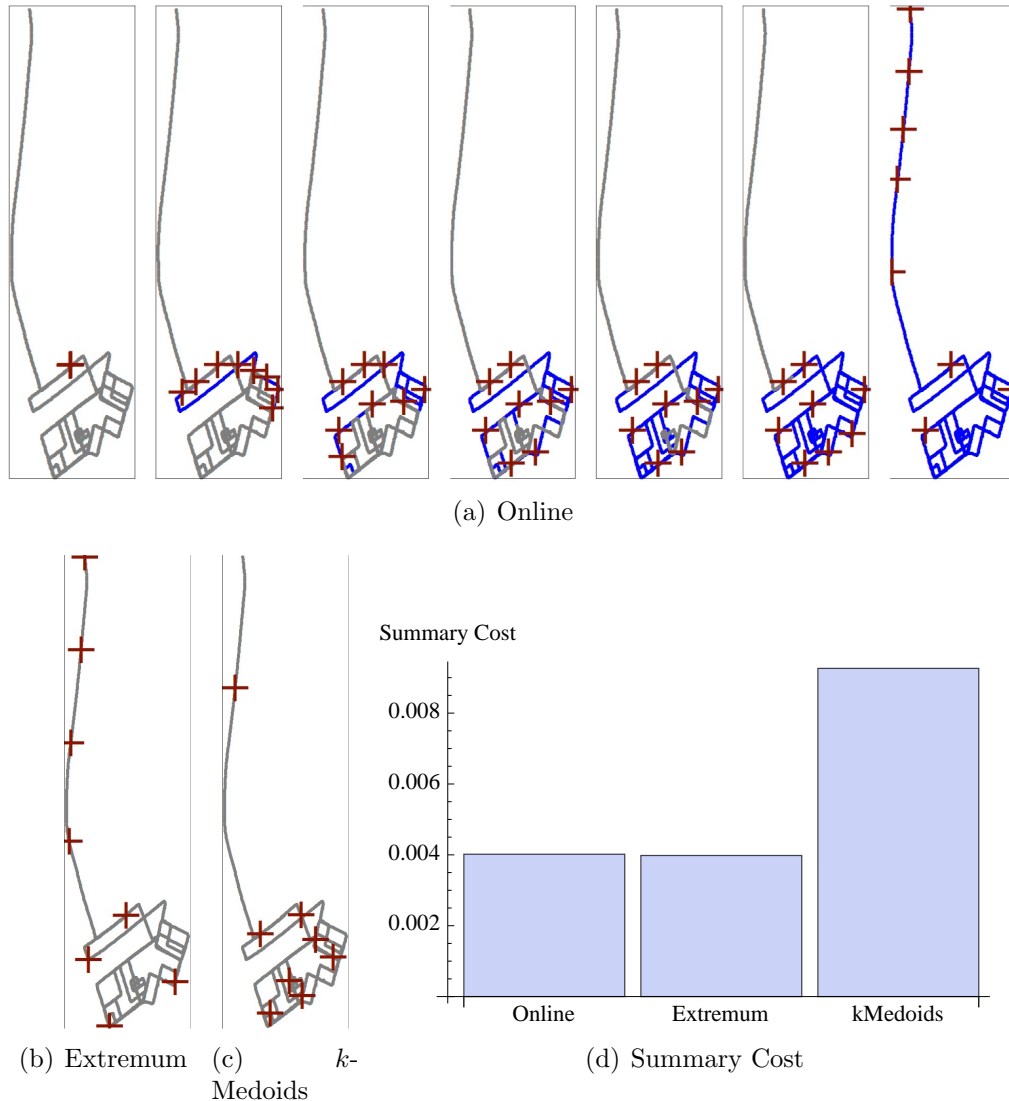 (a) Online
Summary Cost
0.008
0.006
0.004
0.002
Online Extremum kMedoids
(b) Extremum
(c) k-
Medoids
(d) Summary Cost